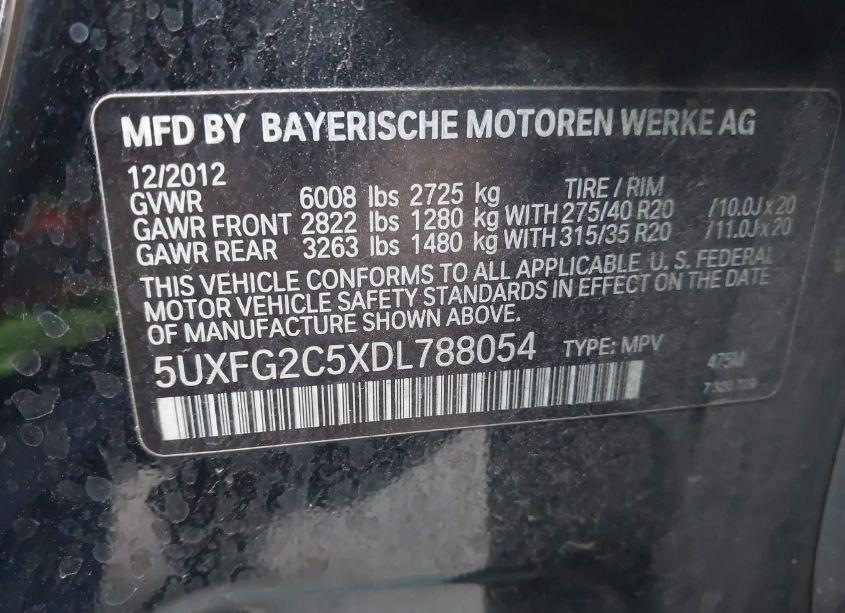 MFD BY BAYERISCHE MOTOREN WERKE AG
12/2012
GVWR 6008 lbs 2725 kg TIRE / RIM
GAWR FRONT 2822 lbs 1280 kg WITH 275/40 R20 /10.0J x 20
GAWR REAR 3263 lbs 1480 kg WITH 315/35 R20 /11.0J x 20
THIS VEHICLE CONFORMS TO ALL APPLICABLE U. S. FEDERAL
MOTOR VEHICLE SAFETY STANDARDS IN EFFECT ON THE DATE
OF MANUFACTURE SHOWN ABOVE.
5UXFG2C5XDL788054 TYPE: MPV
475M